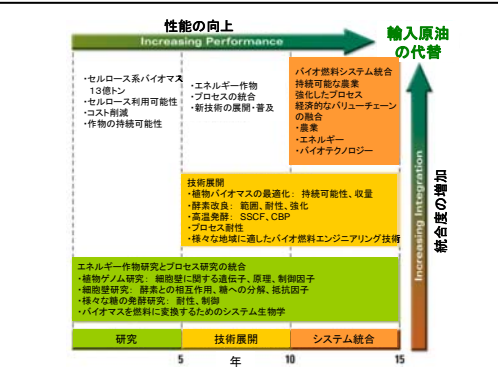 性能の向上
Increasing Performance
輸入原油
の代替
・セルロース系バイオマス
13億トン
・セルロース利用可能性
・コスト削減
・作物の持続可能性
・エネルギー作物
・プロセスの統合
・新技術の展開・普及
バイオ燃料システム統合
持続可能な農業
強化したプロセス
経済的なバリューチェーン
の融合
・農業
・エネルギー
・バイオテクノロジー
技術展開
・植物バイオマスの最適化： 持続可能性、収量
・酵素改良： 範囲、耐性、強化
・高温発酵： SSCF、CBP
・プロセス耐性
・様々な地域に適したバイオ燃料エンジニアリング技術
エネルギー作物研究とプロセス研究の統合
・植物ゲノム研究： 細胞壁に関する遺伝子、原理、制御因子
・細胞壁研究： 酵素との相互作用、糖への分解、抵抗因子
・様々な糖の発酵研究： 耐性、制御
・バイオマスを燃料に変換するためのシステム生物学
Increasing Integration
統合度の増加
研究
技術展開
システム統合
5
年
10
15